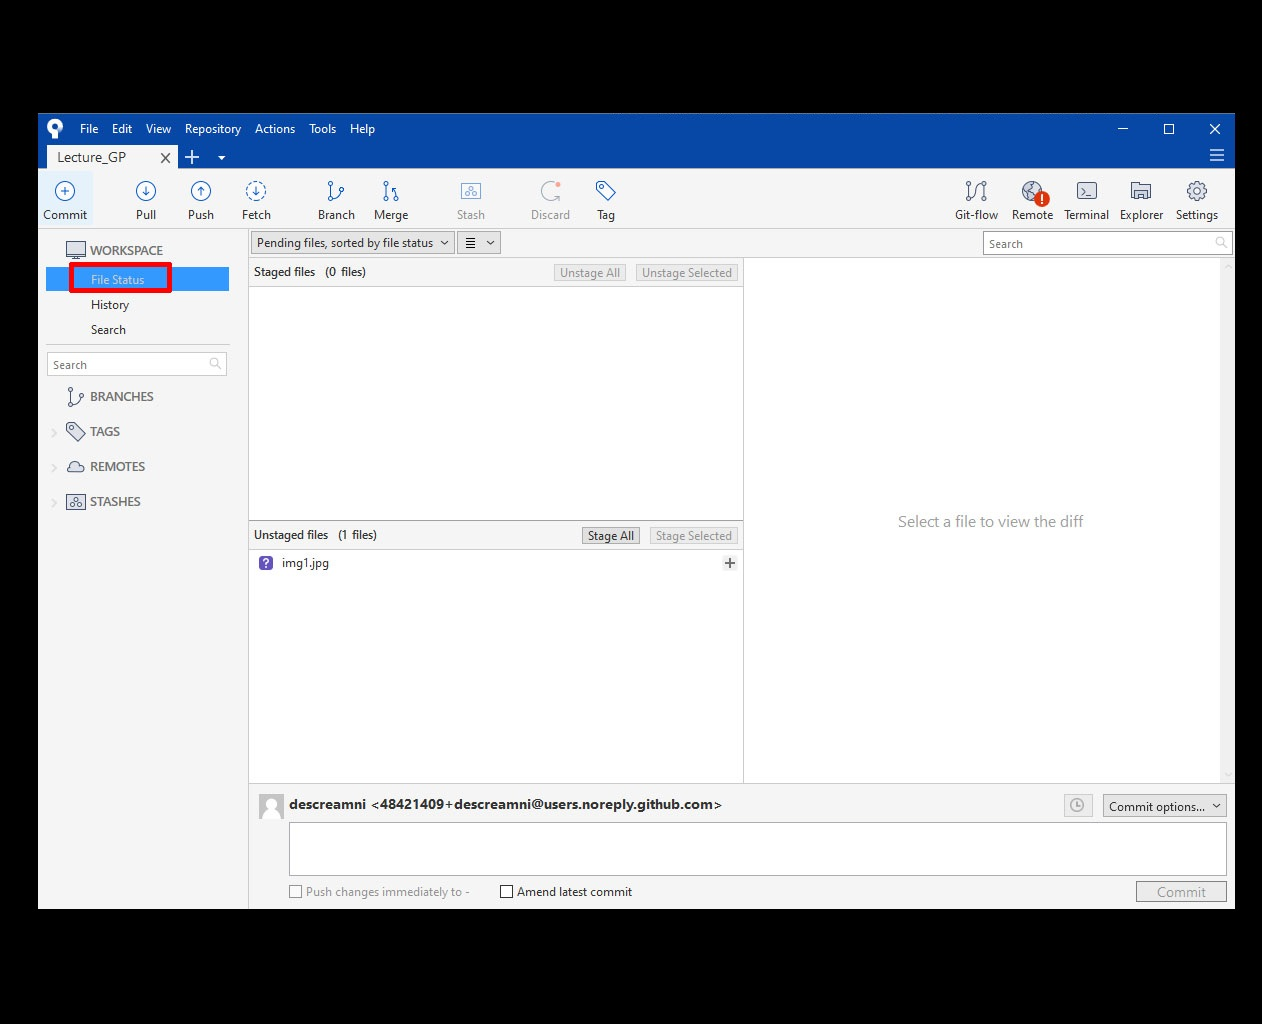 File Edit View Repository Actions Tools Help
Lecture_GP
Commit Pull Push Fetch Branch Merge Stash Discard Tag Git-flow Remote Terminal Explorer Settings
WORKSPACE
File Status
History
Search
Search
BRANCHES
TAGS
REMOTES
STASHES
Pending files, sorted by file status
Search
Staged files (0 files) Unstage All Unstage Selected
Unstaged files (1 files) Stage All Stage Selected
? img1.jpg +
Select a file to view the diff
descreamni <48421409+descreamni@users.noreply.github.com> Commit options...
Push changes immediately to - Amend latest commit Commit